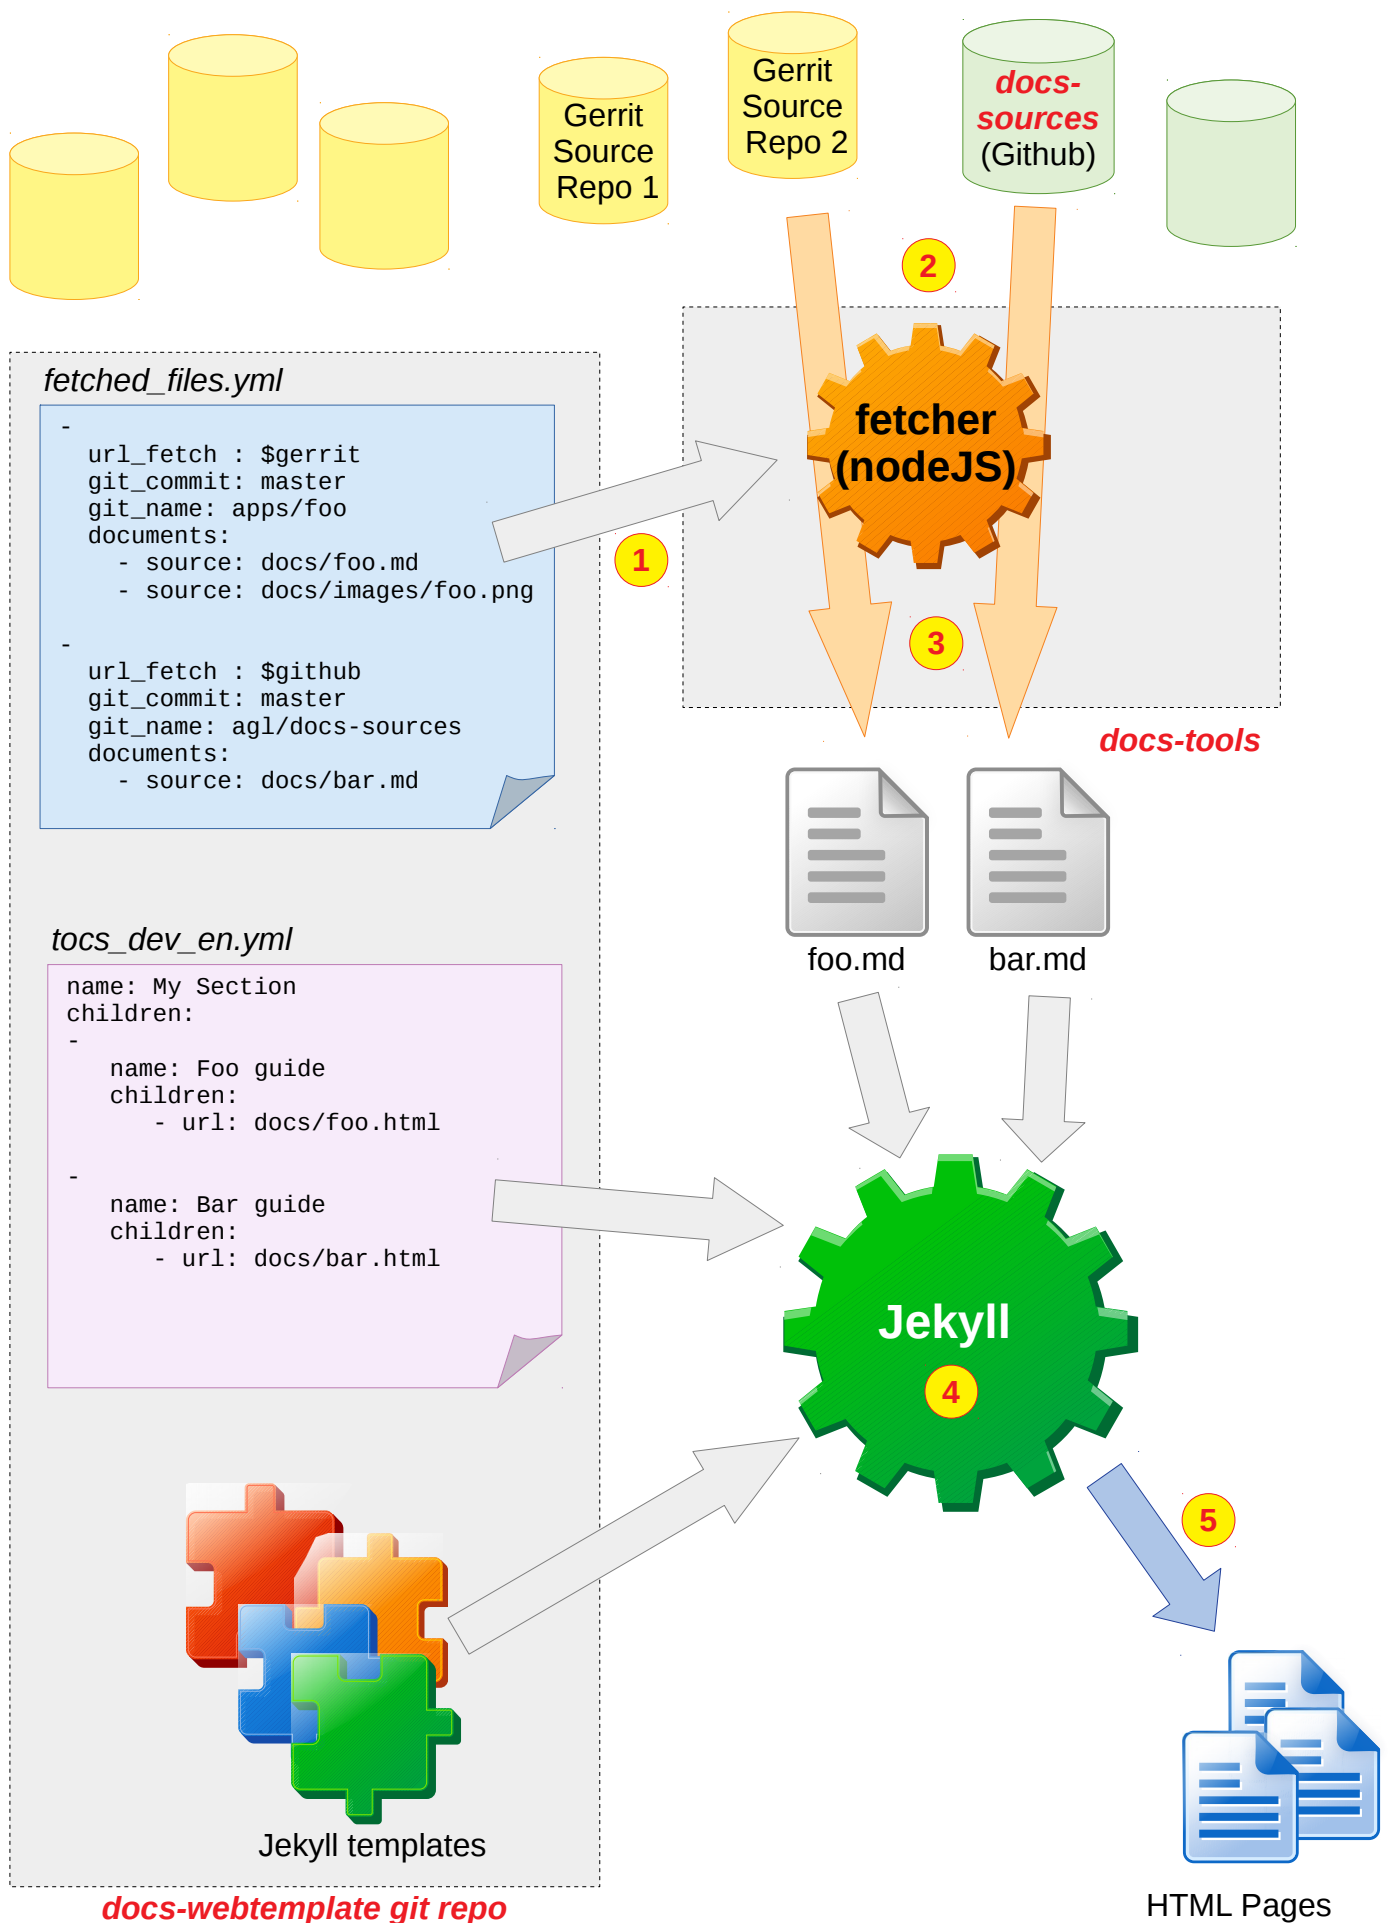 Gerrit
Source
Repo 1
Gerrit
Source
Repo 2
docs-
sources
(Github)
2
fetched_files.yml
-
url_fetch : $gerrit
git_commit: master
git_name: apps/foo
documents:
- source: docs/foo.md
- source: docs/images/foo.png
-
url_fetch : $github
git_commit: master
git_name: agl/docs-sources
documents:
- source: docs/bar.md
1
fetcher
(nodeJS)
3
docs-tools
foo.md
bar.md
tocs_dev_en.yml
name: My Section
children:
-
name: Foo guide
children:
- url: docs/foo.html
-
name: Bar guide
children:
- url: docs/bar.html
Jekyll
4
5
Jekyll templates
docs-webtemplate git repo
HTML Pages